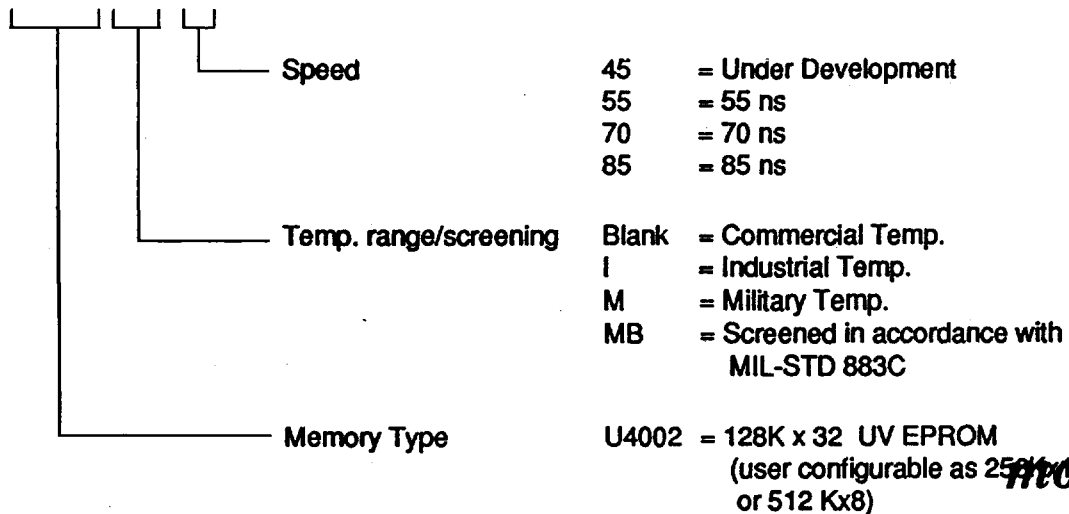 Speed 45 = Under Development
55 = 55 ns
70 = 70 ns
85 = 85 ns
Temp. range/screening Blank = Commercial Temp.
I = Industrial Temp.
M = Military Temp.
MB = Screened in accordance with
MIL-STD 883C
Memory Type U4002 = 128K x 32 UV EPROM
(user configurable as
or 512 Kx8)